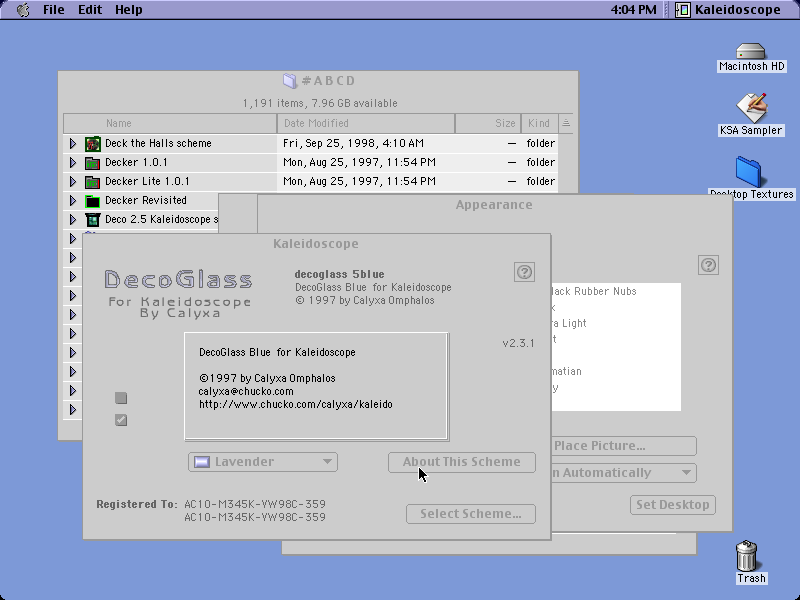 File Edit Help
4:04 PM Kaleidoscope
Macintosh HD
KSA Sampler
Desktop Textures
Trash
#ABCD
1,191 items, 7.96 GB available
Name Date Modified Size Kind
Deck the Halls scheme Fri, Sep 25, 1998, 4:10 AM — folder
Decker 1.0.1 Mon, Aug 25, 1997, 11:54 PM — folder
Decker Lite 1.0.1 Mon, Aug 25, 1997, 11:54 PM — folder
Decker Revisited
Deco 2.5 Kaleidoscope s
Appearance
lack Rubber Nubs
a Light
matian
Place Picture...
n Automatically
Set Desktop
Kaleidoscope
DecoGlass
For Kaleidoscope
By Calyxa
decoglass 5blue
DecoGlass Blue for Kaleidoscope
© 1997 by Calyxa Omphalos
v2.3.1
DecoGlass Blue for Kaleidoscope
©1997 by Calyxa Omphalos
calyxa@chucko.com
http://www.chucko.com/calyxa/kaleido
Lavender
About This Scheme
Registered To: AC10-M345K-YW98C-359
AC10-M345K-YW98C-359
Select Scheme...